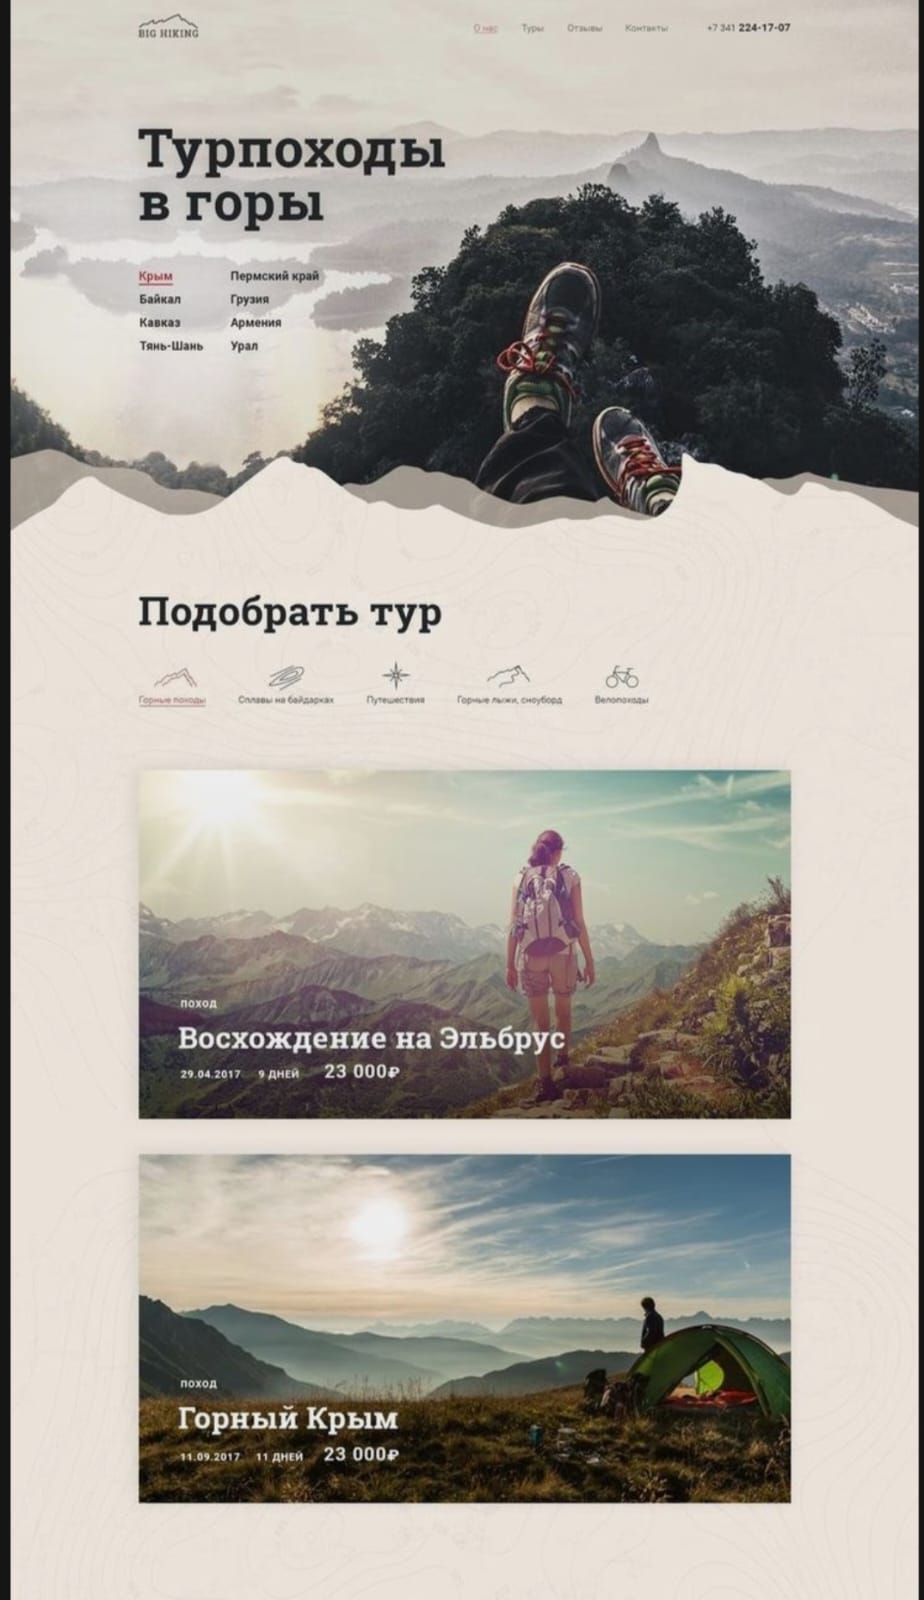 BIG HIKING
О нас Туры Отзывы Контакты +7 341 224-17-07
Турпоходы
в горы
Крым Пермский край
Байкал Грузия
Кавказ Армения
Тянь-Шань Урал
Подобрать тур
Горные походы Сплавы на байдарках Путешествия Горные лыжи, сноуборд Велопоходы
ПОХОД
Восхождение на Эльбрус
29.04.2017 9 ДНЕЙ 23 000₽
ПОХОД
Горный Крым
11.09.2017 11 ДНЕЙ 23 000₽